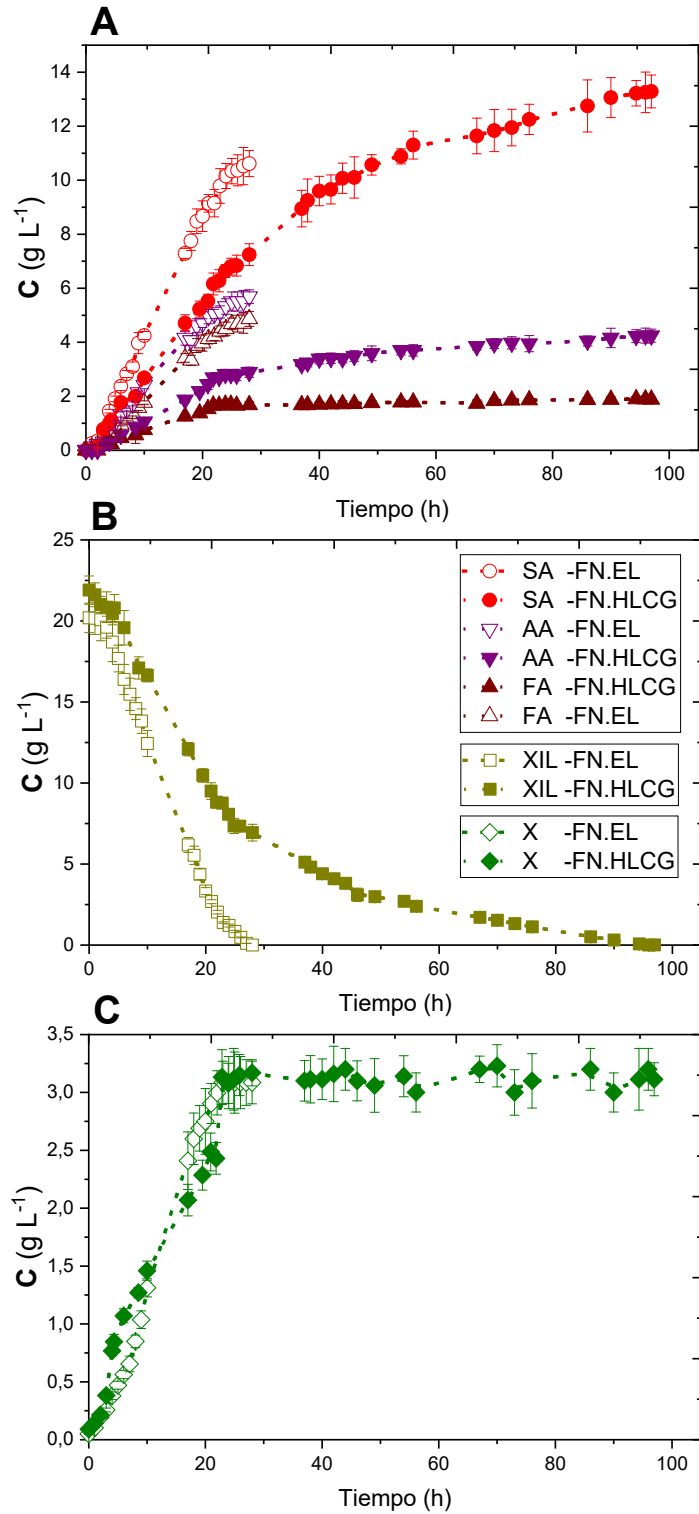 A
14
12
10
8
6
4
2
0
C (g L⁻¹)
0 20 40 60 80 100
Tiempo (h)
B
25
20
15
10
5
0
C (g L⁻¹)
SA -FN.EL
SA -FN.HLCG
AA -FN.EL
AA -FN.HLCG
FA -FN.HLCG
FA -FN.EL
XIL -FN.EL
XIL -FN.HLCG
X -FN.EL
X -FN.HLCG
0 20 40 60 80 100
Tiempo (h)
C
3,5
3,0
2,5
2,0
1,5
1,0
0,5
0,0
C (g L⁻¹)
0 20 40 60 80 100
Tiempo (h)